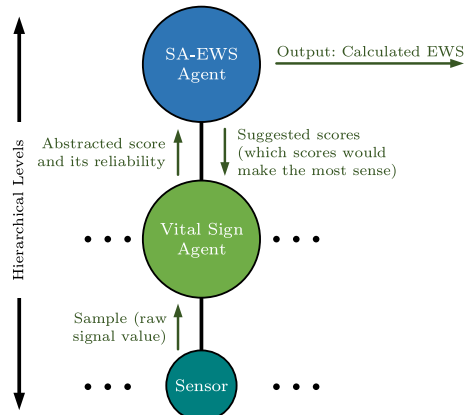 SA-EWS
Agent
Output: Calculated EWS
Abstracted score
and its reliability
Suggested scores
(which scores would
make the most sense)
Hierarchical Levels
Vital Sign
Agent
Sample (raw
signal value)
Sensor